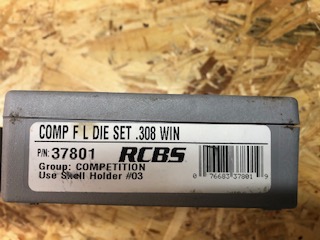 COMP F L DIE SET .308 WIN
P/N: 37801 RCBS
Group: COMPETITION
Use Shell Holder #03
0 76683 37801 9